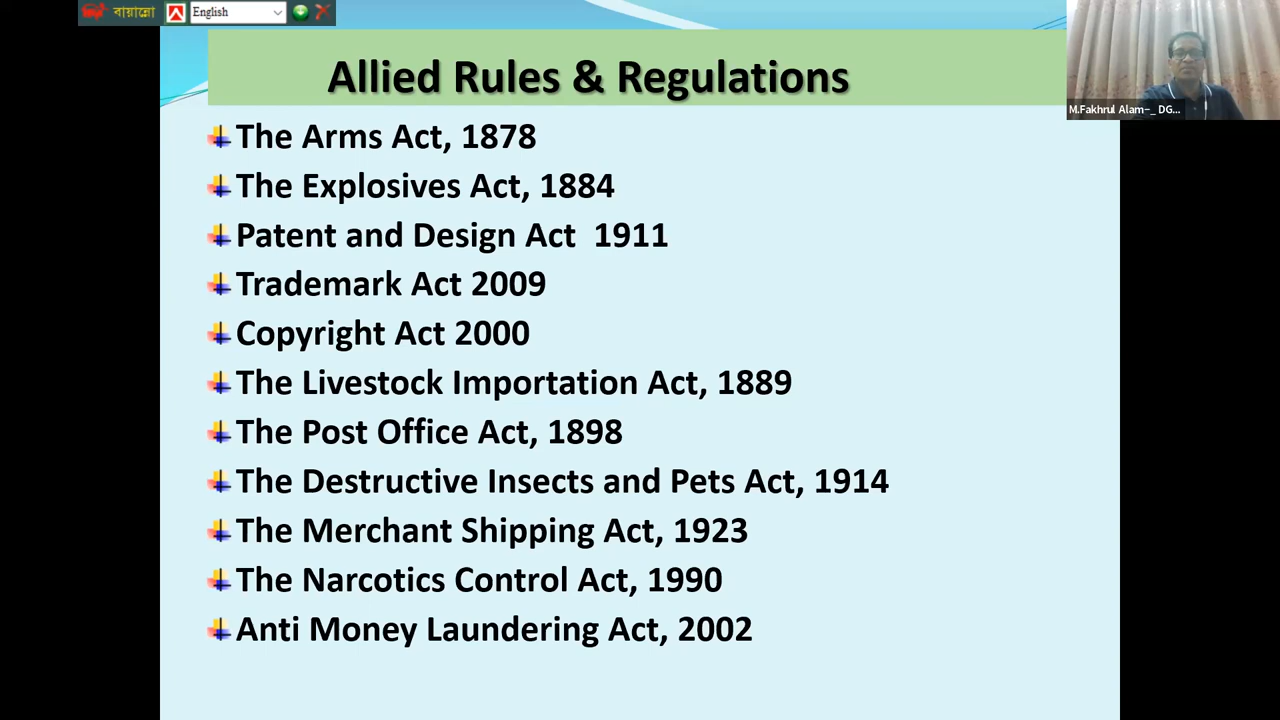 বায়ান্নো
English
Allied Rules & Regulations
The Arms Act, 1878
The Explosives Act, 1884
Patent and Design Act 1911
Trademark Act 2009
Copyright Act 2000
The Livestock Importation Act, 1889
The Post Office Act, 1898
The Destructive Insects and Pets Act, 1914
The Merchant Shipping Act, 1923
The Narcotics Control Act, 1990
Anti Money Laundering Act, 2002
M.Fakhrul Alam-_ DG...